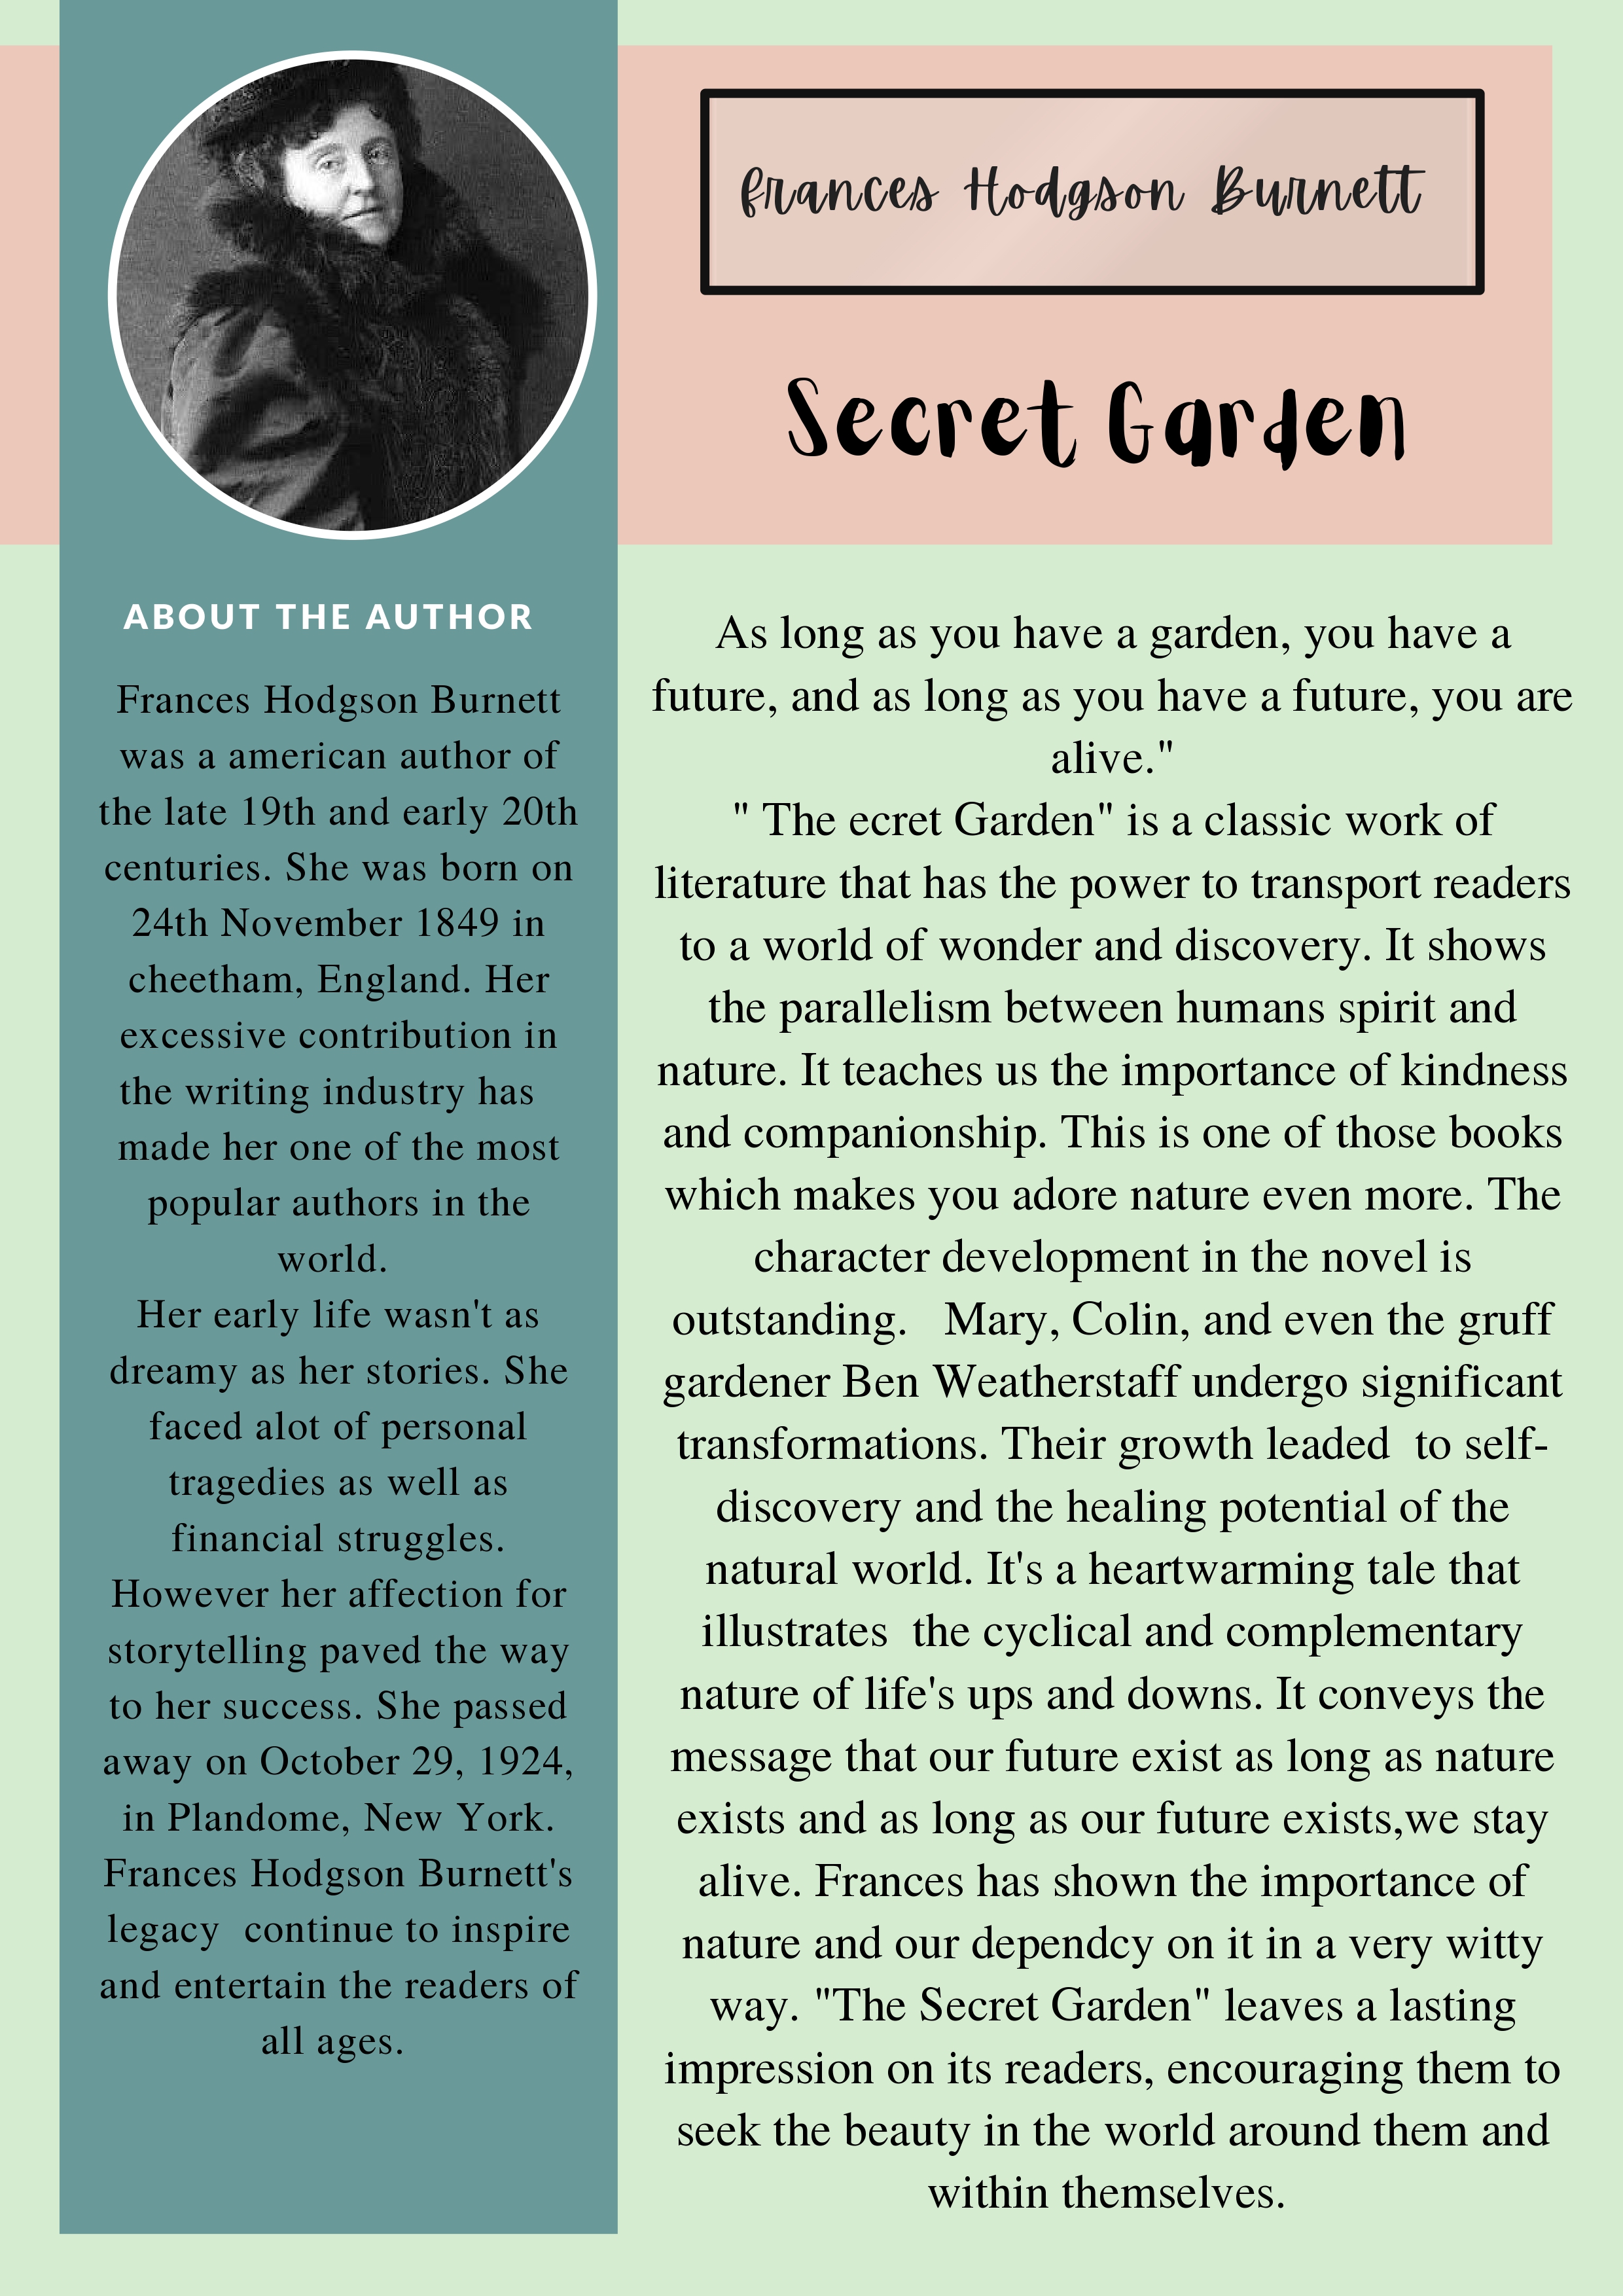 Frances Hodgson Burnett
Secret Garden
ABOUT THE AUTHOR
Frances Hodgson Burnett
was a american author of
the late 19th and early 20th
centuries. She was born on
24th November 1849 in
cheetham, England. Her
excessive contribution in
the writing industry has
made her one of the most
popular authors in the
world.
Her early life wasn't as
dreamy as her stories. She
faced alot of personal
tragedies as well as
financial struggles.
However her affection for
storytelling paved the way
to her success. She passed
away on October 29, 1924,
in Plandome, New York.
Frances Hodgson Burnett's
legacy  continue to inspire
and entertain the readers of
all ages.
As long as you have a garden, you have a
future, and as long as you have a future, you are
alive."
" The ecret Garden" is a classic work of
literature that has the power to transport readers
to a world of wonder and discovery. It shows
the parallelism between humans spirit and
nature. It teaches us the importance of kindness
and companionship. This is one of those books
which makes you adore nature even more. The
character development in the novel is
outstanding.   Mary, Colin, and even the gruff
gardener Ben Weatherstaff undergo significant
transformations. Their growth leaded  to self-
discovery and the healing potential of the
natural world. It's a heartwarming tale that
illustrates  the cyclical and complementary
nature of life's ups and downs. It conveys the
message that our future exist as long as nature
exists and as long as our future exists,we stay
alive. Frances has shown the importance of
nature and our dependcy on it in a very witty
way. "The Secret Garden" leaves a lasting
impression on its readers, encouraging them to
seek the beauty in the world around them and
within themselves.